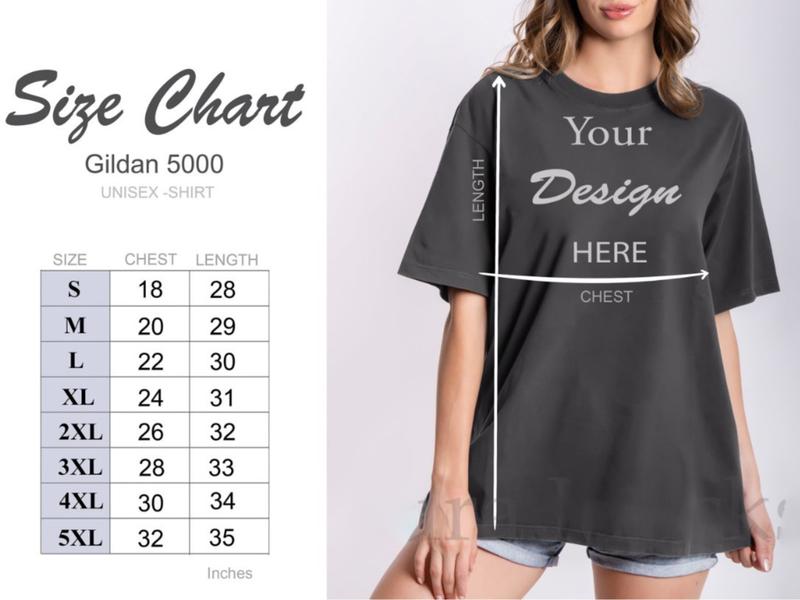 Size Chart
Gildan 5000
UNISEX -SHIRT
SIZE CHEST LENGTH
S 18 28
M 20 29
L 22 30
XL 24 31
2XL 26 32
3XL 28 33
4XL 30 34
5XL 32 35
Inches
Your
Design
HERE
LENGTH
CHEST